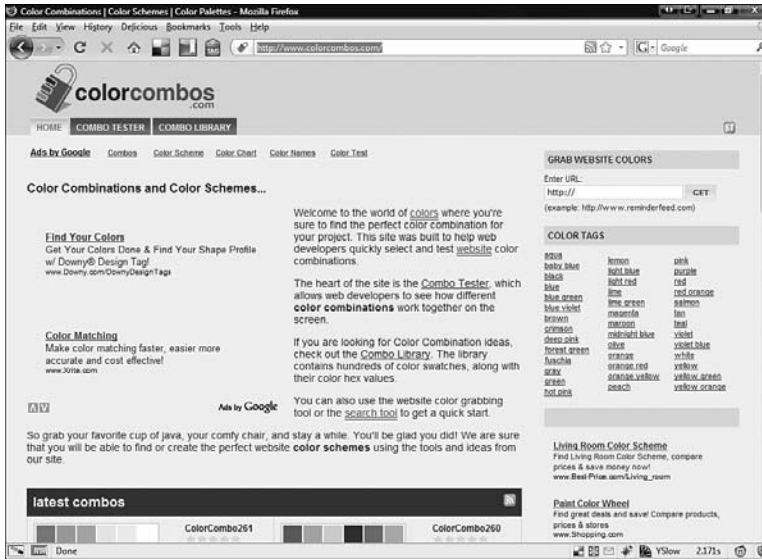 Color Combinations | Color Schemes | Color Palettes - Mozilla Firefox
File Edit View History Delicious Bookmarks Tools Help
TAG
http://www.colorcombos.com/
G
Google
colorcombos
.com
HOME
COMBO TESTER
COMBO LIBRARY
Ads by Google
Combos
Color Scheme
Color Chart
Color Names
Color Test
Color Combinations and Color Schemes...
Find Your Colors
Get Your Colors Done & Find Your Shape Profile
w/ Downy® Design Tag!
www.Downy.com/DownyDesignTags
Color Matching
Make color matching faster, easier more
accurate and cost effective!
www.Xrite.com
Ads by Google
Welcome to the world of colors where you're
sure to find the perfect color combination for
your project. This site was built to help web
developers quickly select and test website color
combinations.
The heart of the site is the Combo Tester, which
allows web developers to see how different
color combinations work together on the
screen.
If you are looking for Color Combination ideas,
check out the Combo Library. The library
contains hundreds of color swatches, along with
their color hex values.
You can also use the website color grabbing
tool or the search tool to get a quick start.
So grab your favorite cup of java, your comfy chair, and stay a while. You'll be glad you did! We are sure
that you will be able to find or create the perfect website color schemes using the tools and ideas from
our site.
latest combos
ColorCombo261
ColorCombo260
GRAB WEBSITE COLORS
Enter URL:
http://
GET
(example: http://www.reminderfeed.com)
COLOR TAGS
aqua
baby blue
black
blue
blue green
blue violet
brown
crimson
deep pink
forest green
fuschia
gray
green
hot pink
lemon
light blue
light red
lime
lime green
magenta
maroon
midnight blue
olive
orange
orange red
orange yellow
peach
pink
purple
red
red orange
salmon
tan
teal
violet
violet blue
white
yellow
yellow green
yellow orange
Living Room Color Scheme
Find Living Room Color Scheme, compare
prices & save money now!
www.Best-Price.com/Living_room
Paint Color Wheel
Find great deals and save! Compare products,
prices & stores
www.Shopping.com
Done
YSlow
2.171s